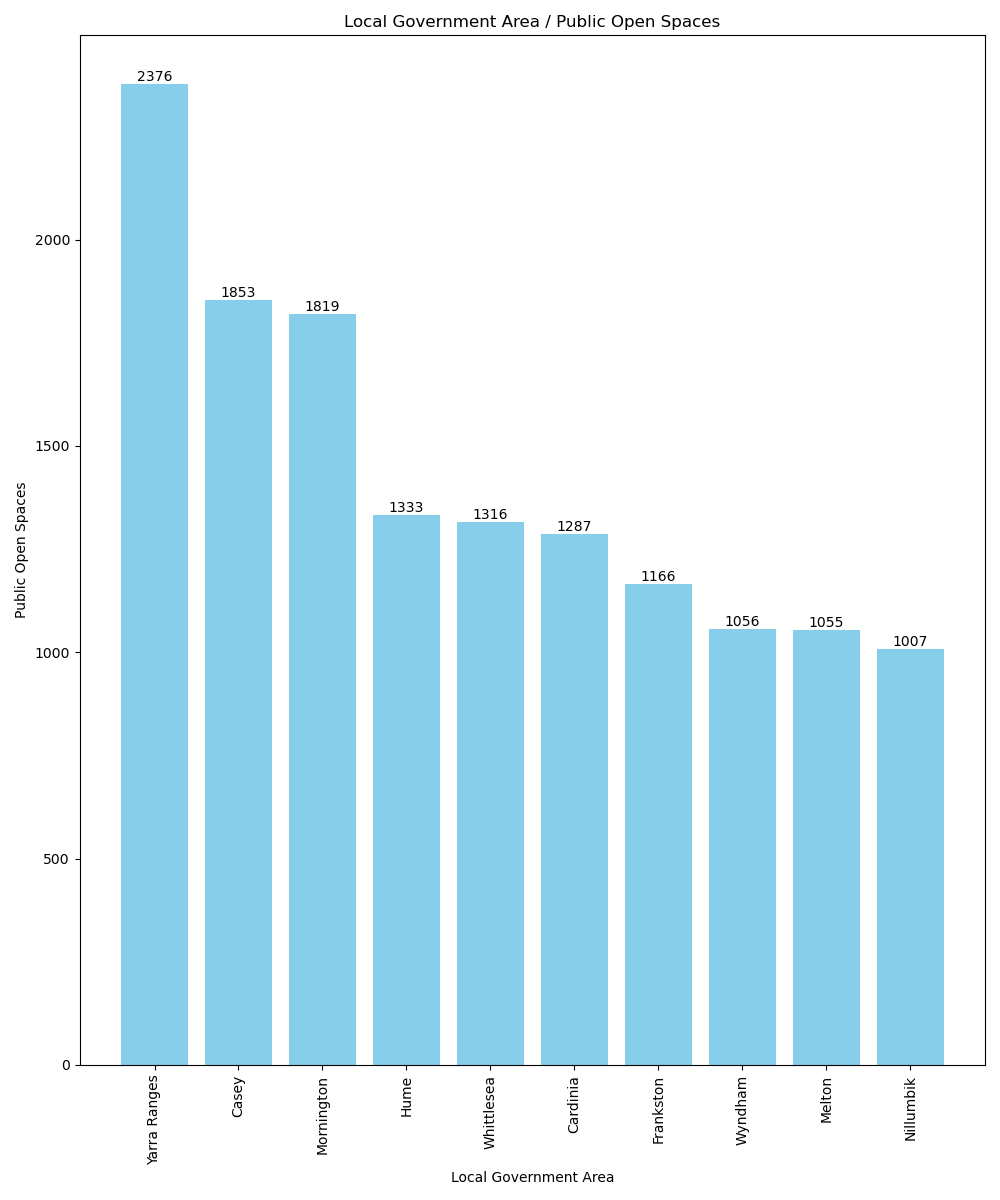 Local Government Area / Public Open Spaces
2376
1853
1819
1333
1316
1287
1166
1056
1055
1007
2000
1500
1000
500
0
Public Open Spaces
Yarra Ranges
Casey
Mornington
Hume
Whittlesea
Cardinia
Frankston
Wyndham
Melton
Nillumbik
Local Government Area